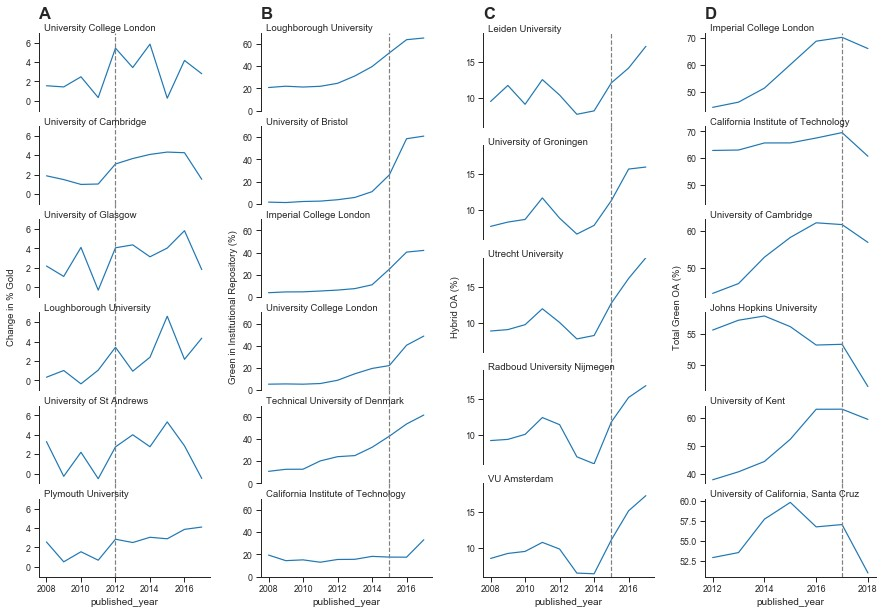 A
Change in % Gold
University College London
6
4
2
0
University of Cambridge
6
4
2
0
University of Glasgow
6
4
2
0
Loughborough University
6
4
2
0
University of St Andrews
6
4
2
0
Plymouth University
6
4
2
0
2008 2010 2012 2014 2016
published_year
B
Green in Institutional Repository (%)
Loughborough University
60
40
20
0
University of Bristol
60
40
20
0
Imperial College London
60
40
20
0
University College London
60
40
20
0
Technical University of Denmark
60
40
20
0
California Institute of Technology
60
40
20
0
2008 2010 2012 2014 2016
published_year
C
Hybrid OA (%)
Leiden University
15
10
University of Groningen
15
10
Utrecht University
15
10
Radboud University Nijmegen
15
10
VU Amsterdam
15
10
2008 2010 2012 2014 2016
published_year
D
Total Green OA (%)
Imperial College London
70
60
50
California Institute of Technology
70
60
50
University of Cambridge
60
50
Johns Hopkins University
55
50
University of Kent
60
50
40
University of California, Santa Cruz
60.0
57.5
55.0
52.5
2012 2014 2016 2018
published_year